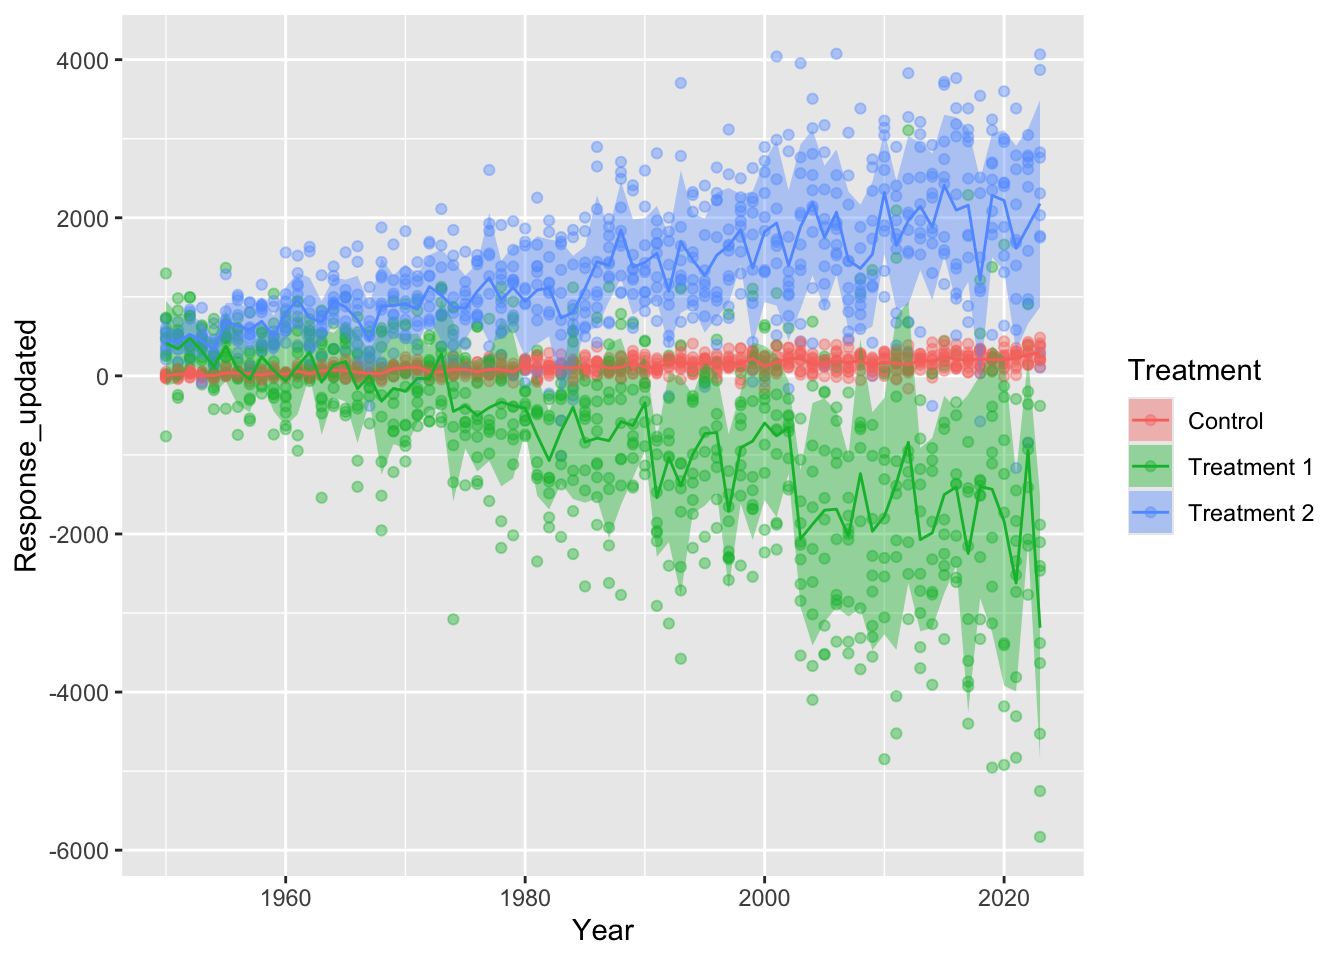 4000
2000
0
-2000
-4000
-6000
Response_updated
1960
1980
2000
2020
Year
Treatment
Control
Treatment 1
Treatment 2